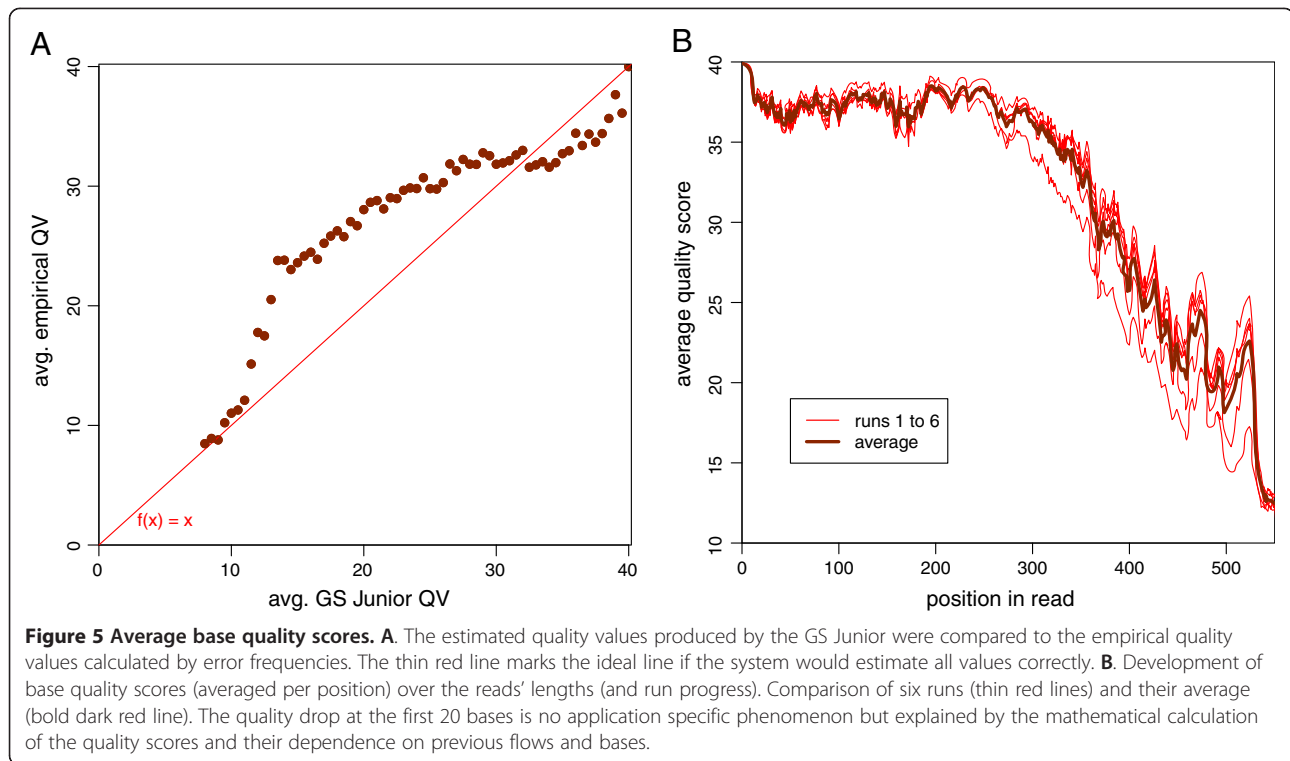 A
B
40
30
20
10
0
avg. empirical QV
f(x) = x
0 10 20 30 40
avg. GS Junior QV
40
35
30
25
20
15
10
average quality score
runs 1 to 6
average
0 100 200 300 400 500
position in read
Figure 5 Average base quality scores. A. The estimated quality values produced by the GS Junior were compared to the empirical quality
values calculated by error frequencies. The thin red line marks the ideal line if the system would estimate all values correctly. B. Development of
base quality scores (averaged per position) over the reads' lengths (and run progress). Comparison of six runs (thin red lines) and their average
(bold dark red line). The quality drop at the first 20 bases is no application specific phenomenon but explained by the mathematical calculation
of the quality scores and their dependence on previous flows and bases.